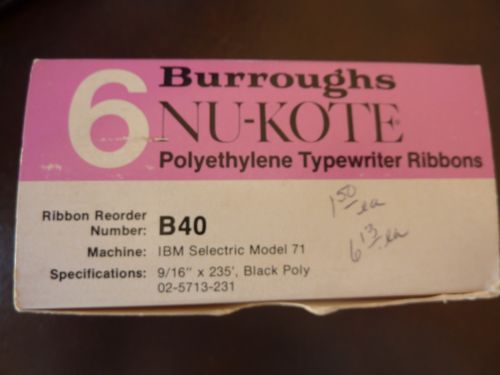 6
Burroughs
NU-KOTE
Polyethylene Typewriter Ribbons
Ribbon Reorder
Number: B40
Machine: IBM Selectric Model 71
Specifications: 9/16" x 235', Black Poly
02-5713-231
1 50 ea
6 13 ea